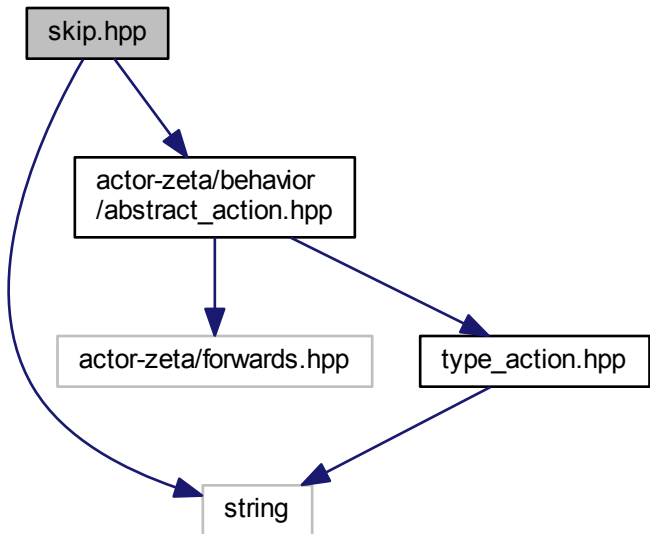 skip.hpp
actor-zeta/behavior
/abstract_action.hpp
actor-zeta/forwards.hpp
type_action.hpp
string